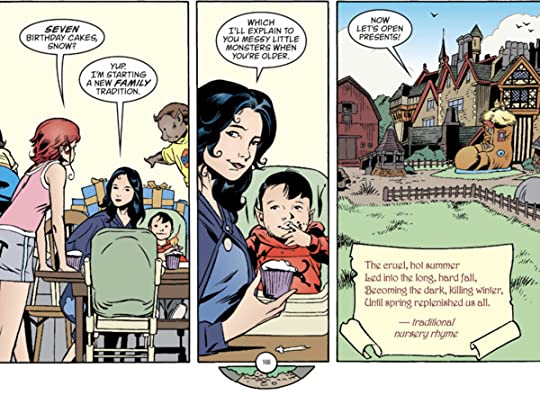 SEVEN
BIRTHDAY CAKES,
SNOW?
YUP.
I'M STARTING
A NEW FAMILY
TRADITION.
WHICH
I'LL EXPLAIN TO
YOU MESSY LITTLE
MONSTERS WHEN
YOU'RE OLDER.
NOW
LET'S OPEN
PRESENTS!
The cruel, hot summer
Led into the long, hard fall,
Becoming the dark, killing winter,
Until spring replenished us all.
— traditional
nursery rhyme